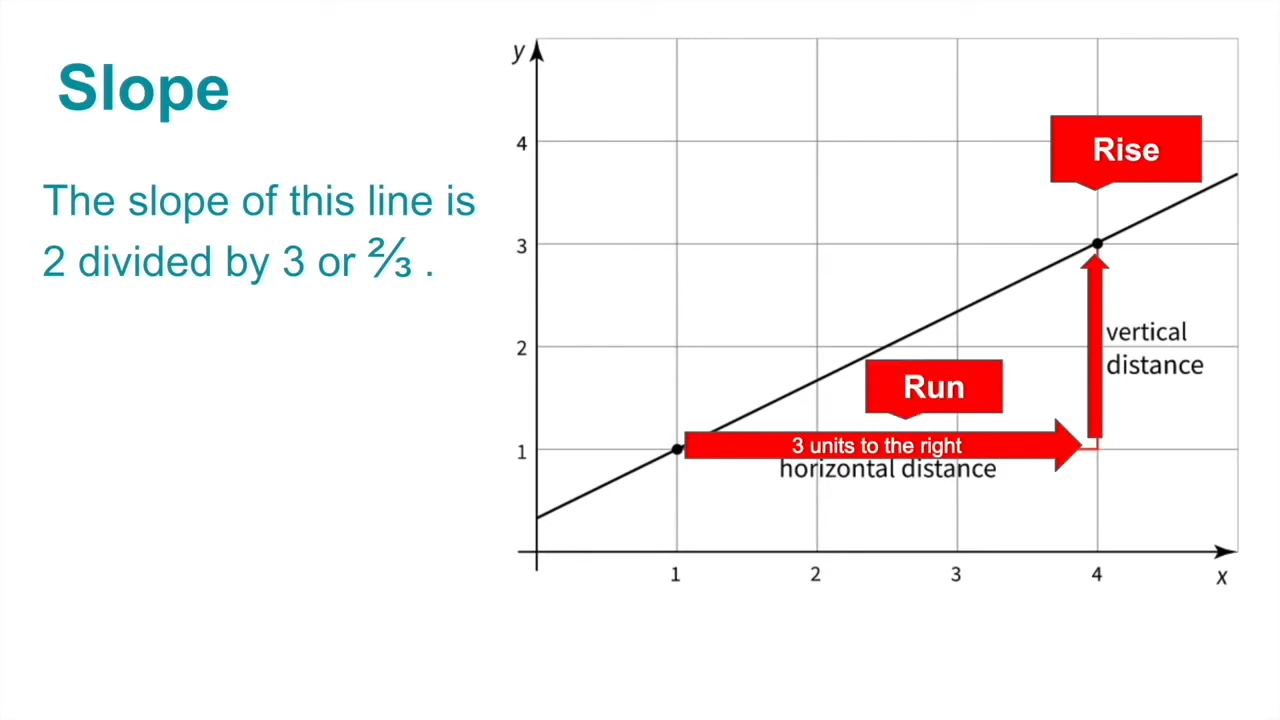 Slope
The slope of this line is
2 divided by 3 or ⅔ .
y
4
3
2
1
Rise
vertical
distance
Run
3 units to the right
horizontal distance
1
2
3
4
x